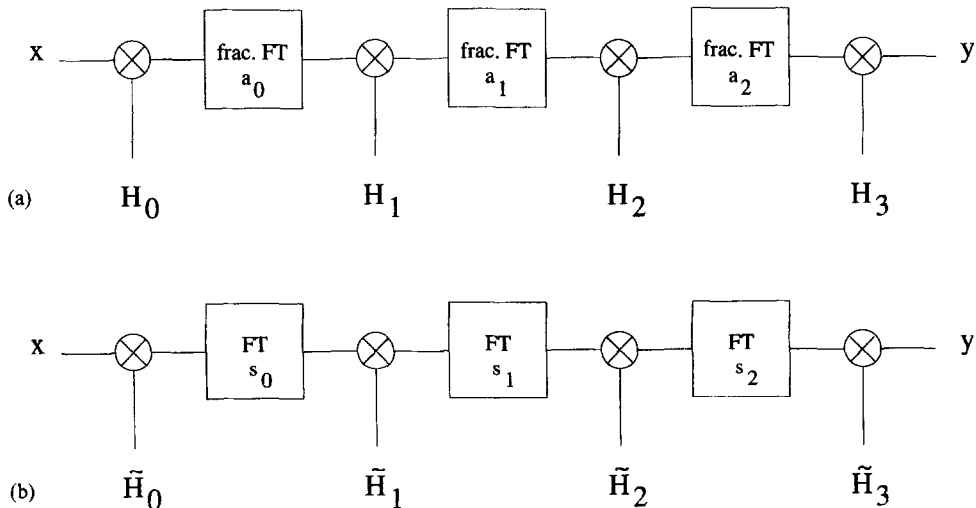 x frac. FT frac. FT frac. FT y
a0 a1 a2
(a) H0 H1 H2 H3
x FT FT FT y
s0 s1 s2
(b) H̃0 H̃1 H̃2 H̃3